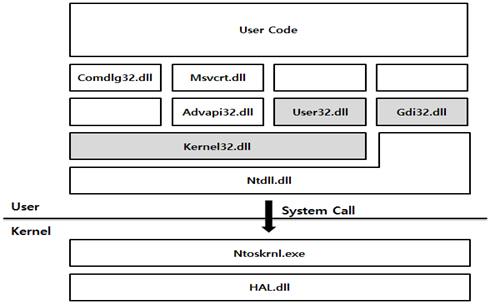 User Code
Comdlg32.dll Msvcrt.dll
Advapi32.dll User32.dll Gdi32.dll
Kernel32.dll
Ntdll.dll
User
System Call
Kernel
Ntoskrnl.exe
HAL.dll